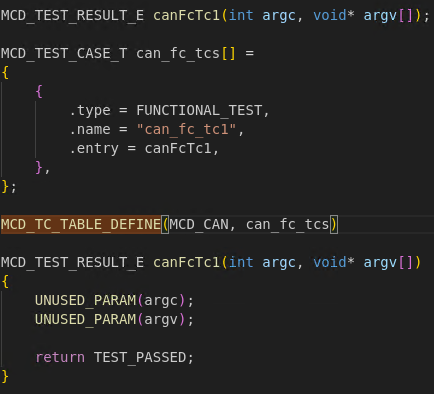 MCD_TEST_RESULT_E canFcTc1(int argc, void* argv[]);

MCD_TEST_CASE_T can_fc_tcs[] =
{
    {
        .type = FUNCTIONAL_TEST,
        .name = "can_fc_tc1",
        .entry = canFcTc1,
    },
};

MCD_TC_TABLE_DEFINE(MCD_CAN, can_fc_tcs)

MCD_TEST_RESULT_E canFcTc1(int argc, void* argv[])
{
    UNUSED_PARAM(argc);
    UNUSED_PARAM(argv);

    return TEST_PASSED;
}